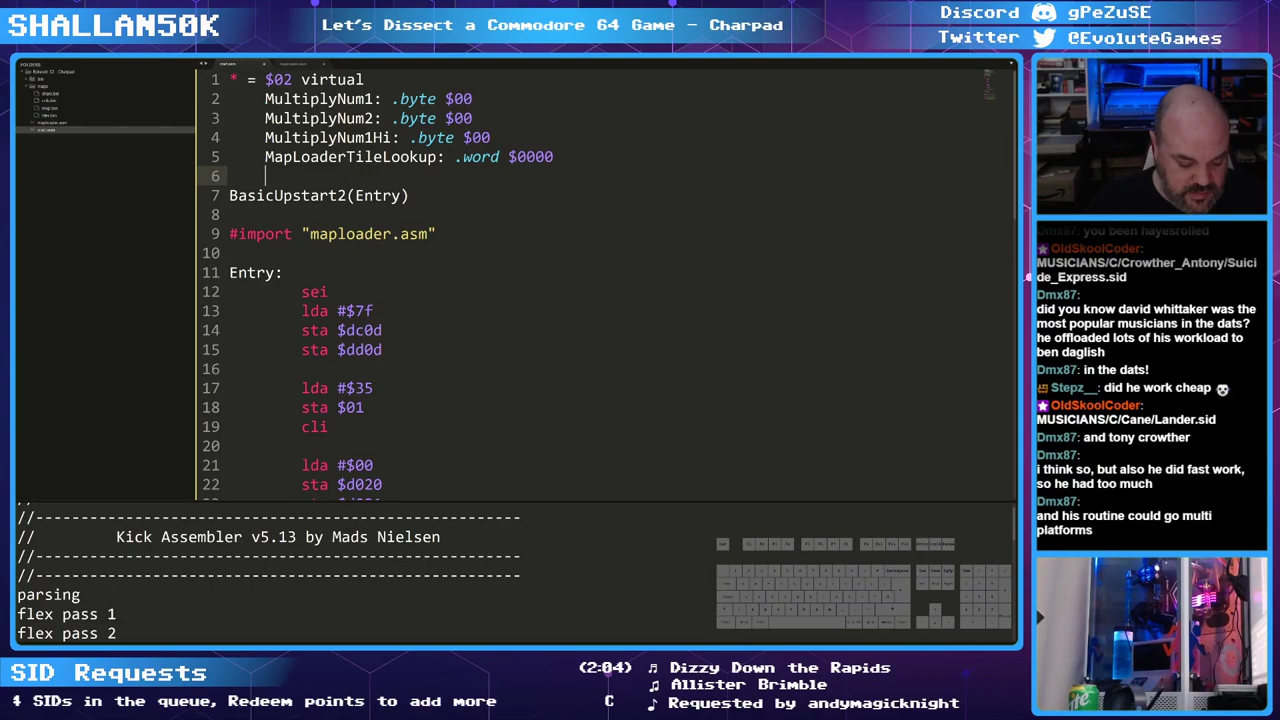 SHALLAN50K
Let's Dissect a Commodore 64 Game - Charpad
Discord gPeZuSE
Twitter @EvoluteGames
FOLDERS
1 * = $02 virtual
2 MultiplyNum1: .byte $00
3 MultiplyNum2: .byte $00
4 MultiplyNum1Hi: .byte $00
5 MapLoaderTileLookup: .word $0000
6
7 BasicUpstart2(Entry)
8
9 #import "maploader.asm"
10
11 Entry:
12 sei
13 lda #$7f
14 sta $dc0d
15 sta $dd0d
16
17 lda #$35
18 sta $01
19 cli
20
21 lda #$00
22 sta $d020
//------------------------------------------------------
// Kick Assembler v5.13 by Mads Nielsen
//------------------------------------------------------
//------------------------------------------------------
parsing
flex pass 1
flex pass 2
Dmx87: you been hayesrolled
OldSkoolCoder:
MUSICIANS/C/Crowther_Antony/Suici
de_Express.sid
Dmx87:
did you know david whittaker was the
most popular musicians in the dats?
he offloaded lots of his workload to
ben daglish
Dmx87: in the dats!
Stepz__: did he work cheap
OldSkoolCoder:
MUSICIANS/C/Cane/Lander.sid
Dmx87: and tony crowther
Dmx87:
i think so, but also he did fast work,
so he had too much
Dmx87:
and his routine could go multi
platforms
SID Requests
4 SIDs in the queue, Redeem points to add more
C
(2:04) ♫ Dizzy Down the Rapids
♫ Allister Brimble
♪ Requested by andymagicknight